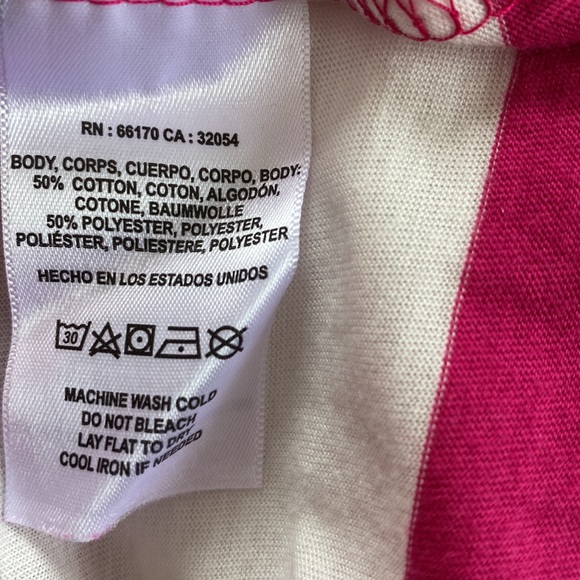 RN : 66170 CA : 32054
BODY, CORPS, CUERPO, CORPO, BODY:
50% COTTON, COTON, ALGODÓN,
COTONE, BAUMWOLLE
50% POLYESTER, POLYESTER,
POLIÉSTER, POLIESTERE, POLYESTER
HECHO EN LOS ESTADOS UNIDOS
30
MACHINE WASH COLD
DO NOT BLEACH
LAY FLAT TO DRY
COOL IRON IF NEEDED